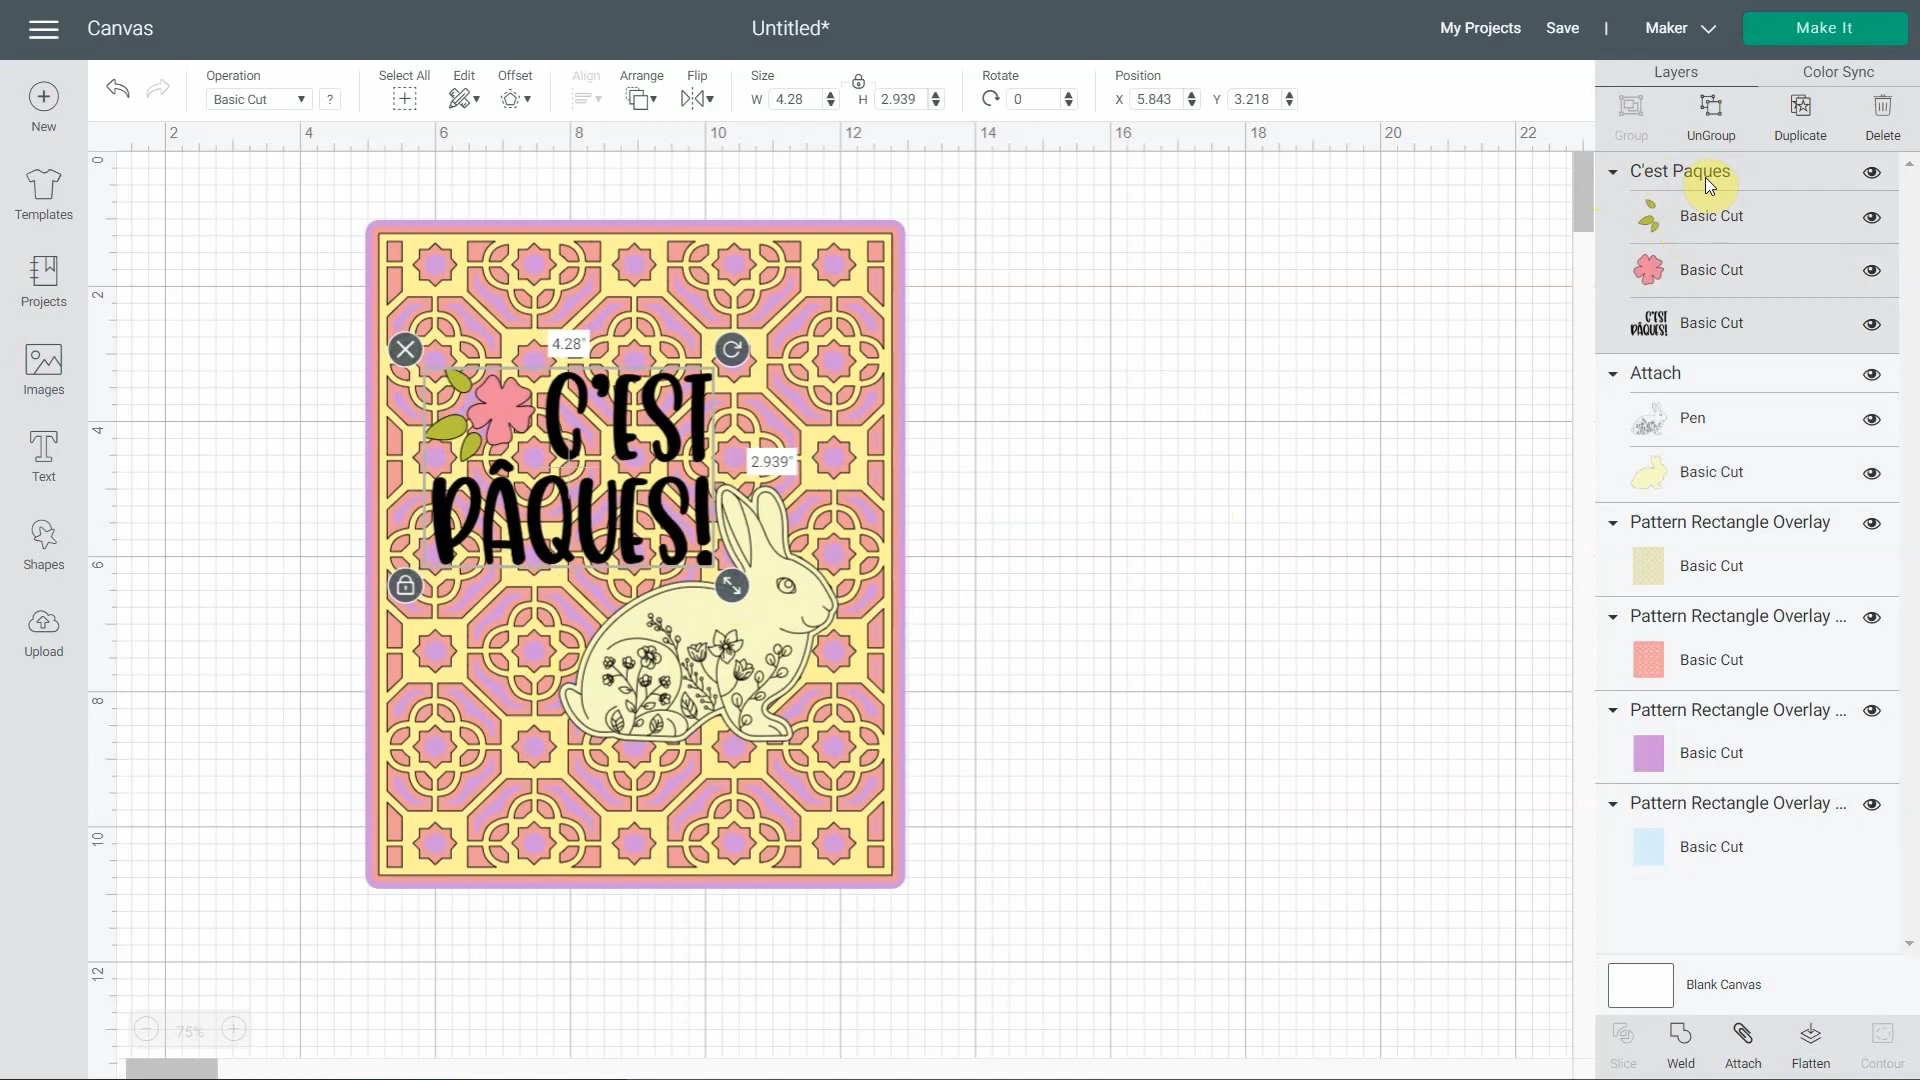 Canvas
Untitled*
My Projects
Save
|
Maker
Make It
New
Templates
Projects
Images
Text
Shapes
Upload
Operation
Basic Cut
?
Select All
Edit
Offset
Align
Arrange
Flip
Size
W 4.28
H 2.939
Rotate
0
Position
X 5.843
Y 3.218
2 4 6 8 10 12 14 16 18 20 22
0
2
4
6
8
10
12
4.28"
2.939"
C'EST
PÂQUES!
75%
Layers
Color Sync
Group
UnGroup
Duplicate
Delete
C'est Paques
Basic Cut
Basic Cut
C'EST
PÂQUES!
Basic Cut
Attach
Pen
Basic Cut
Pattern Rectangle Overlay
Basic Cut
Pattern Rectangle Overlay ...
Basic Cut
Pattern Rectangle Overlay ...
Basic Cut
Pattern Rectangle Overlay ...
Basic Cut
Blank Canvas
Slice
Weld
Attach
Flatten
Contour